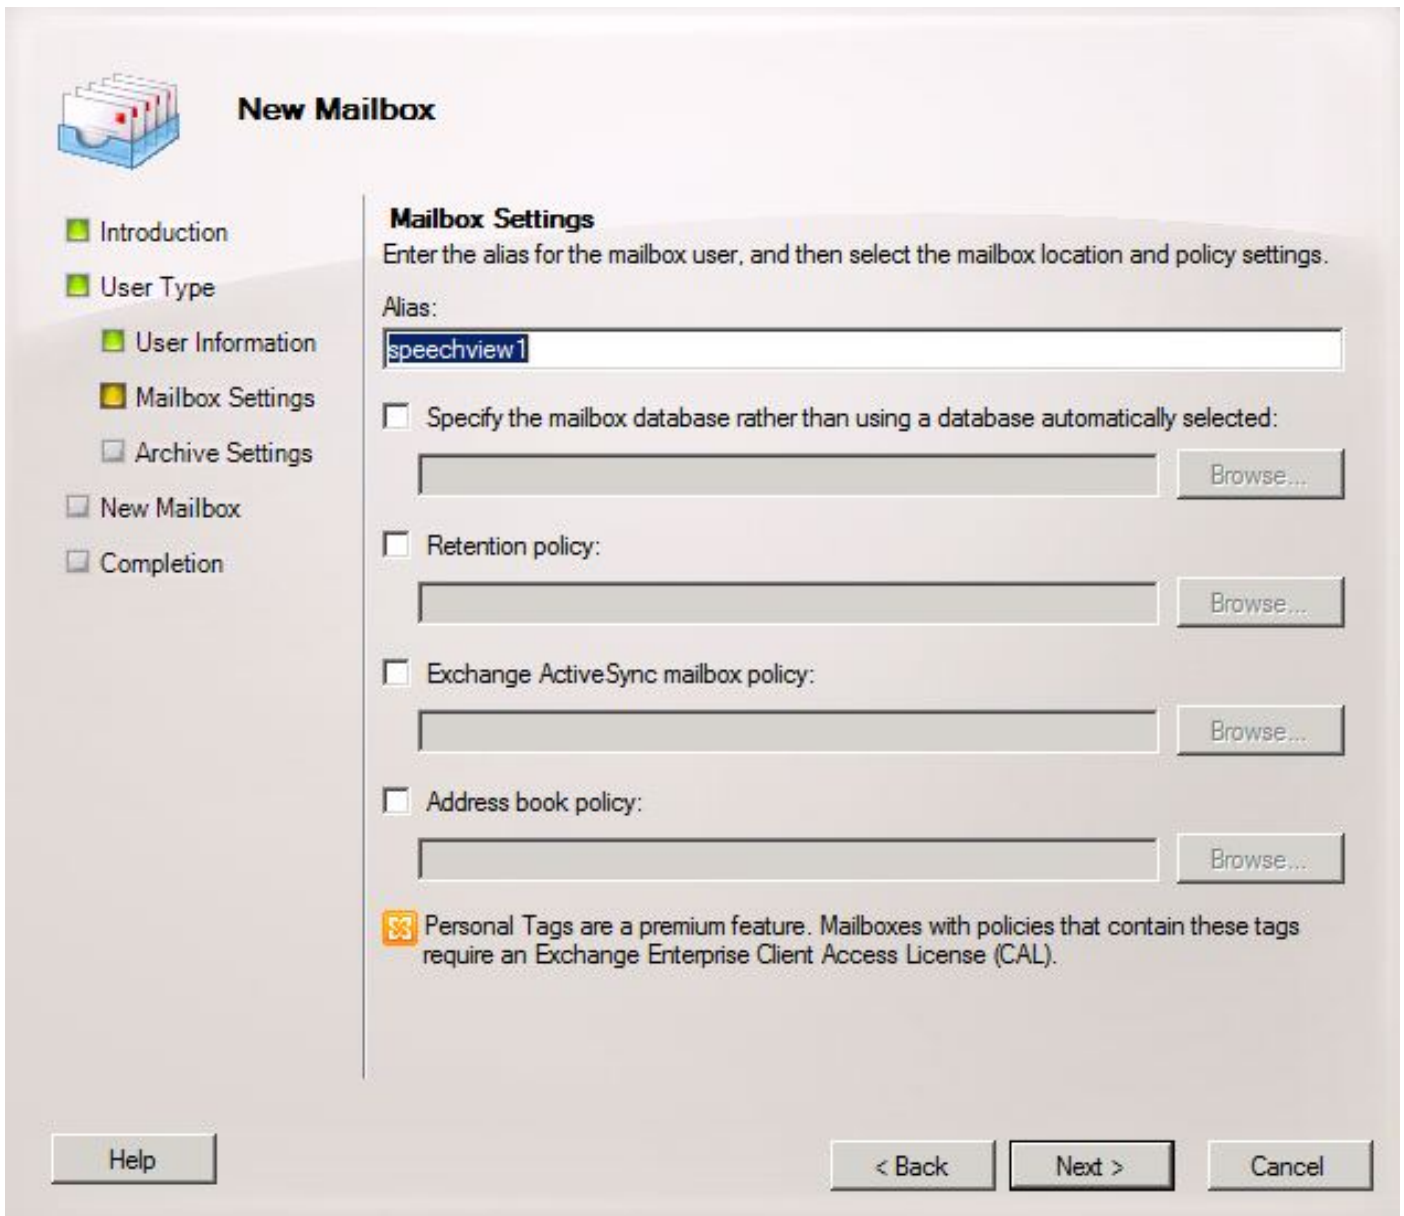 New Mailbox
Introduction
User Type
User Information
Mailbox Settings
Archive Settings
New Mailbox
Completion
Mailbox Settings
Enter the alias for the mailbox user, and then select the mailbox location and policy settings.
Alias:
speechview1
Specify the mailbox database rather than using a database automatically selected:
Browse...
Retention policy:
Browse...
Exchange ActiveSync mailbox policy:
Browse...
Address book policy:
Browse...
Personal Tags are a premium feature. Mailboxes with policies that contain these tags
require an Exchange Enterprise Client Access License (CAL).
Help
< Back
Next >
Cancel